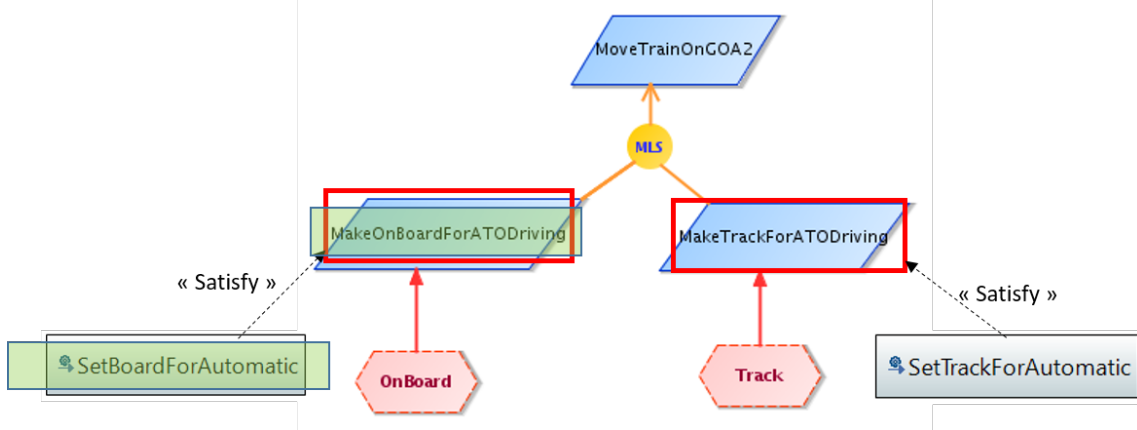 MoveTrainOnGOA2
MLS
MakeOnBoardForATODriving
MakeTrackForATODriving
« Satisfy »
« Satisfy »
SetBoardForAutomatic
OnBoard
Track
SetTrackForAutomatic